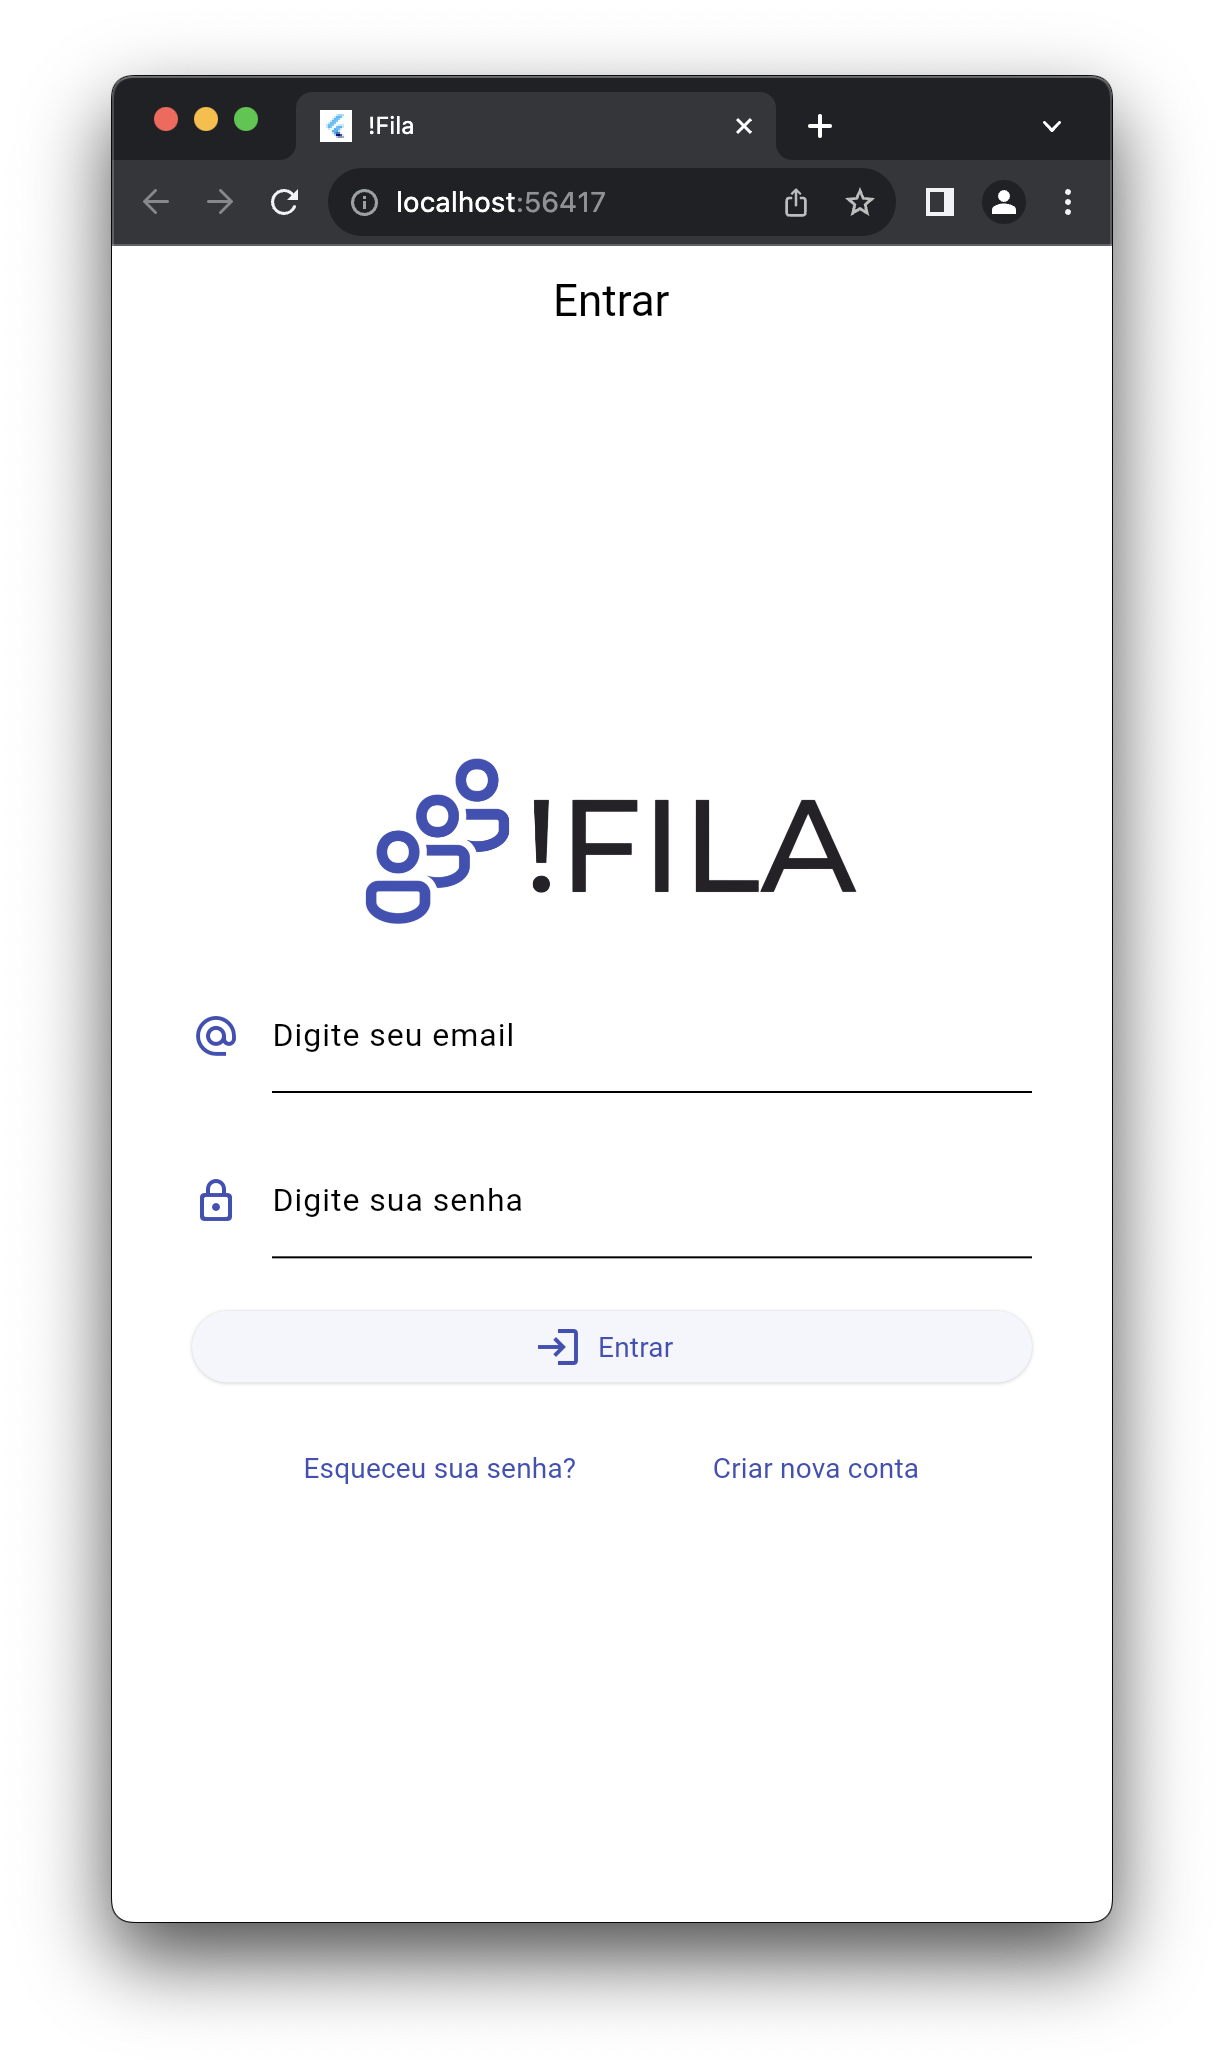 !Fila
localhost:56417
Entrar
!FILA
Digite seu email
Digite sua senha
Entrar
Esqueceu sua senha? Criar nova conta